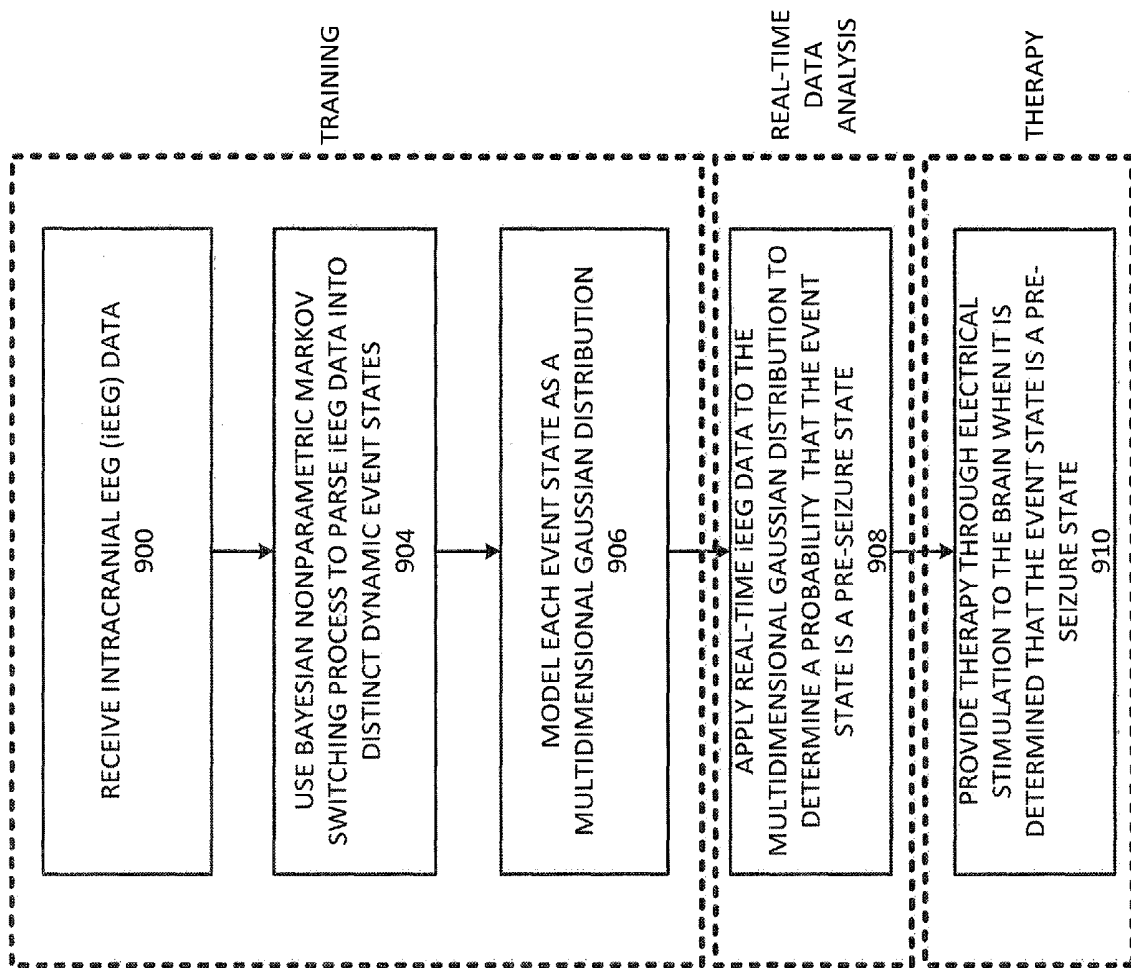 RECEIVE INTRACRANIAL EEG (iEEG) DATA
900
USE BAYESIAN NONPARAMETRIC MARKOV
SWITCHING PROCESS TO PARSE iEEG DATA INTO
DISTINCT DYNAMIC EVENT STATES
904
MODEL EACH EVENT STATE AS A
MULTIDIMENSIONAL GAUSSIAN DISTRIBUTION
906
TRAINING
APPLY REAL-TIME iEEG DATA TO THE
MULTIDIMENSIONAL GAUSSIAN DISTRIBUTION TO
DETERMINE A PROBABILITY THAT THE EVENT
STATE IS A PRE-SEIZURE STATE
908
REAL-TIME
DATA
ANALYSIS
PROVIDE THERAPY THROUGH ELECTRICAL
STIMULATION TO THE BRAIN WHEN IT IS
DETERMINED THAT THE EVENT STATE IS A PRE-
SEIZURE STATE
910
THERAPY